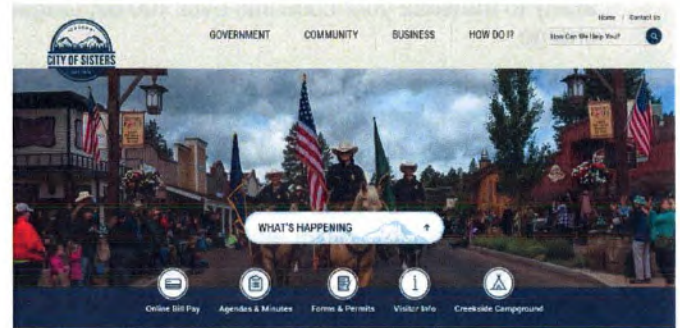 Home | Contact Us
GOVERNMENT COMMUNITY BUSINESS HOW DO I?
How Can We Help You?
CITY OF SISTERS
WHAT'S HAPPENING
Online Bill Pay Agendas & Minutes Forms & Permits Visitor Info Creekside Campground